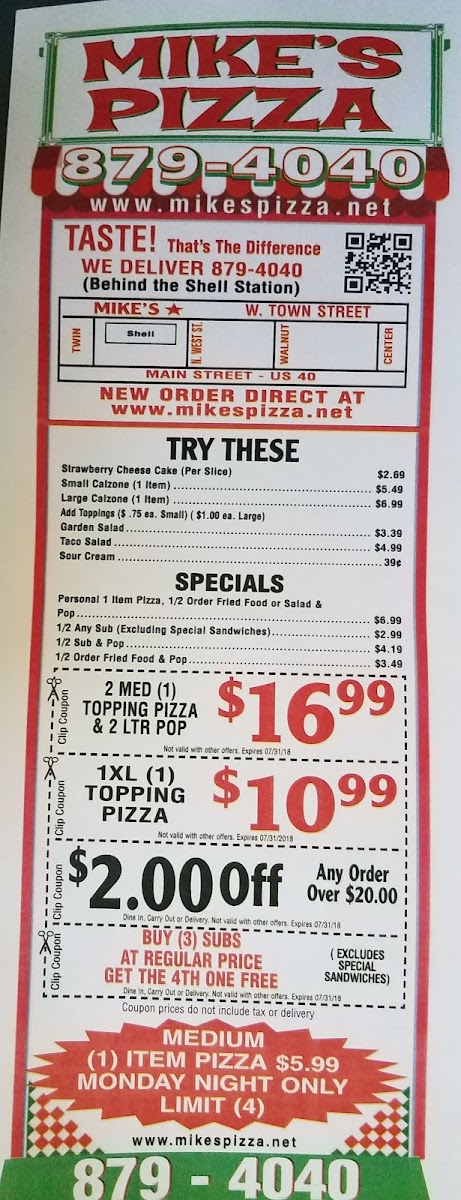 MIKE'S
PIZZA
879-4040
www.mikespizza.net
TASTE! That's The Difference
WE DELIVER 879-4040
(Behind the Shell Station)
MIKE'S ★ W. TOWN STREET
TWIN
Shell
N. WEST ST.
WALNUT
CENTER
MAIN STREET - US 40
NEW ORDER DIRECT AT
www.mikespizza.net
TRY THESE
Strawberry Cheese Cake (Per Slice) $2.69
Small Calzone (1 Item) $5.49
Large Calzone (1 Item) $6.99
Add Toppings ($ .75 ea. Small) ( $1.00 ea. Large)
Garden Salad $3.39
Taco Salad $4.99
Sour Cream 39¢
SPECIALS
Personal 1 Item Pizza, 1/2 Order Fried Food or Salad &
Pop $6.99
1/2 Any Sub (Excluding Special Sandwiches) $2.99
1/2 Sub & Pop $4.19
1/2 Order Fried Food & Pop $3.49
Clip Coupon
2 MED (1)
TOPPING PIZZA
& 2 LTR POP
$16 99
Not valid with other offers. Expires 07/31/18
Clip Coupon
1XL (1)
TOPPING
PIZZA
$10 99
Not valid with other offers. Expires 07/31/2018
Clip Coupon
$2.00 Off
Any Order
Over $20.00
Dine In, Carry Out or Delivery. Not valid with other offers. Expires 07/31/18
Clip Coupon
BUY (3) SUBS
AT REGULAR PRICE
GET THE 4TH ONE FREE
(EXCLUDES
SPECIAL
SANDWICHES)
Dine In, Carry Out or Delivery. Not valid with other offers. Expires 07/31/18
Coupon prices do not include tax or delivery
MEDIUM
(1) ITEM PIZZA $5.99
MONDAY NIGHT ONLY
LIMIT (4)
www.mikespizza.net
879 - 4040